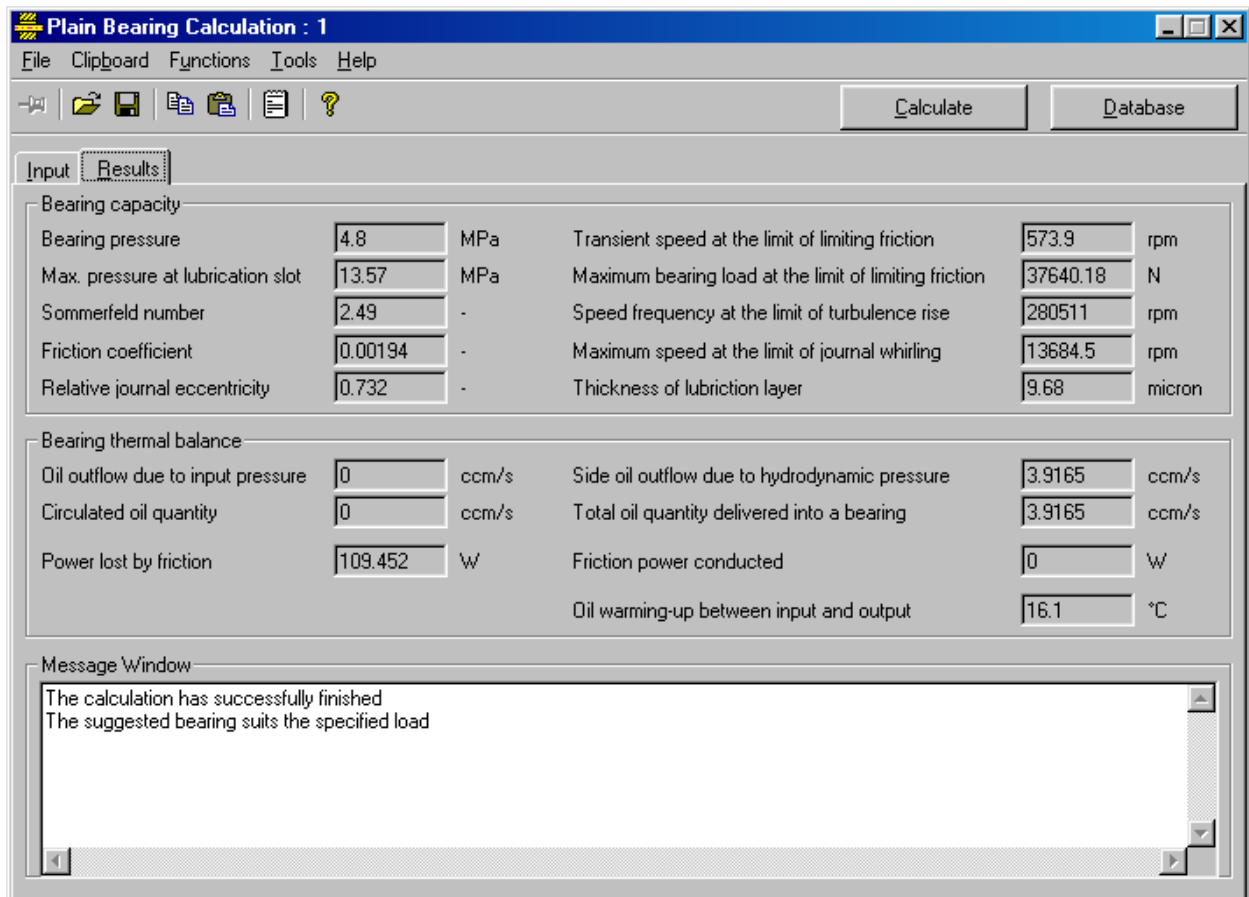 Plain Bearing Calculation : 1
File Clipboard Functions Tools Help
Calculate Database
Input Results
Bearing capacity
Bearing pressure 4.8 MPa Transient speed at the limit of limiting friction 573.9 rpm
Max. pressure at lubrication slot 13.57 MPa Maximum bearing load at the limit of limiting friction 37640.18 N
Sommerfeld number 2.49 - Speed frequency at the limit of turbulence rise 280511 rpm
Friction coefficient 0.00194 - Maximum speed at the limit of journal whirling 13684.5 rpm
Relative journal eccentricity 0.732 - Thickness of lubriction layer 9.68 micron
Bearing thermal balance
Oil outflow due to input pressure 0 ccm/s Side oil outflow due to hydrodynamic pressure 3.9165 ccm/s
Circulated oil quantity 0 ccm/s Total oil quantity delivered into a bearing 3.9165 ccm/s
Power lost by friction 109.452 W Friction power conducted 0 W
Oil warming-up between input and output 16.1 °C
Message Window
The calculation has successfully finished
The suggested bearing suits the specified load